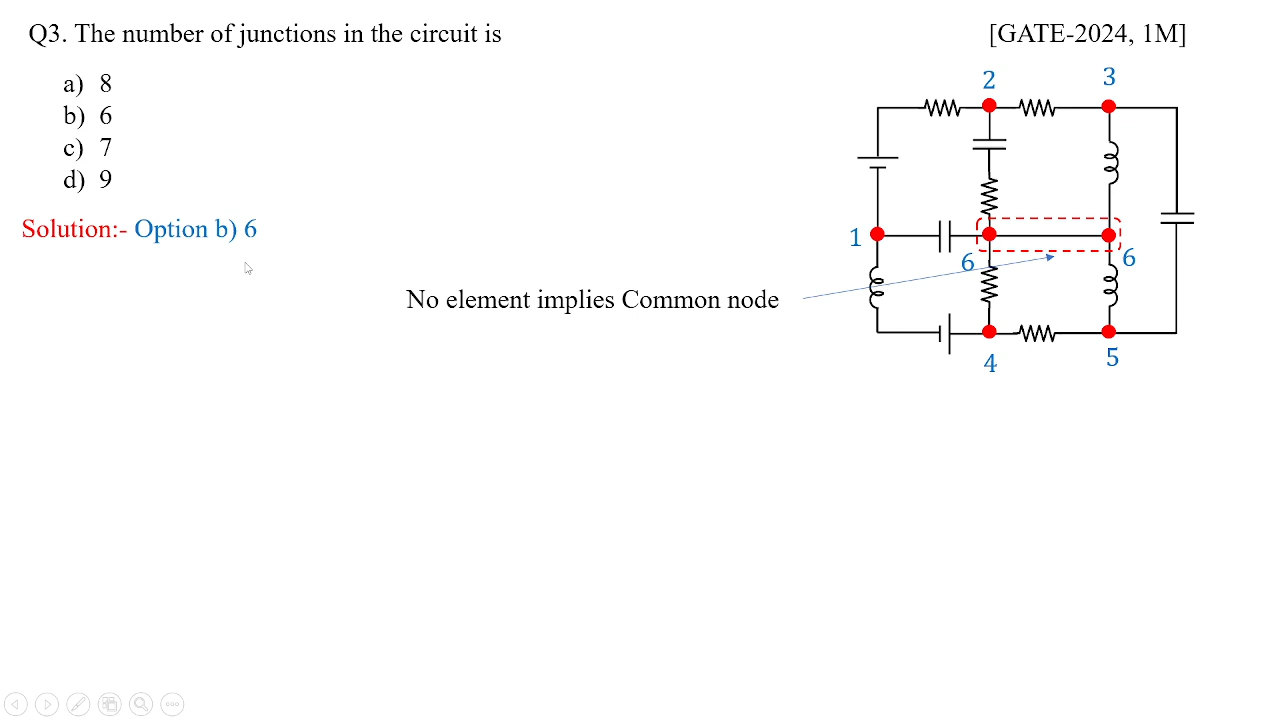 Q3. The number of junctions in the circuit is
[GATE-2024, 1M]
a) 8
b) 6
c) 7
d) 9
Solution:- Option b) 6
No element implies Common node
2
3
1
6
6
4
5